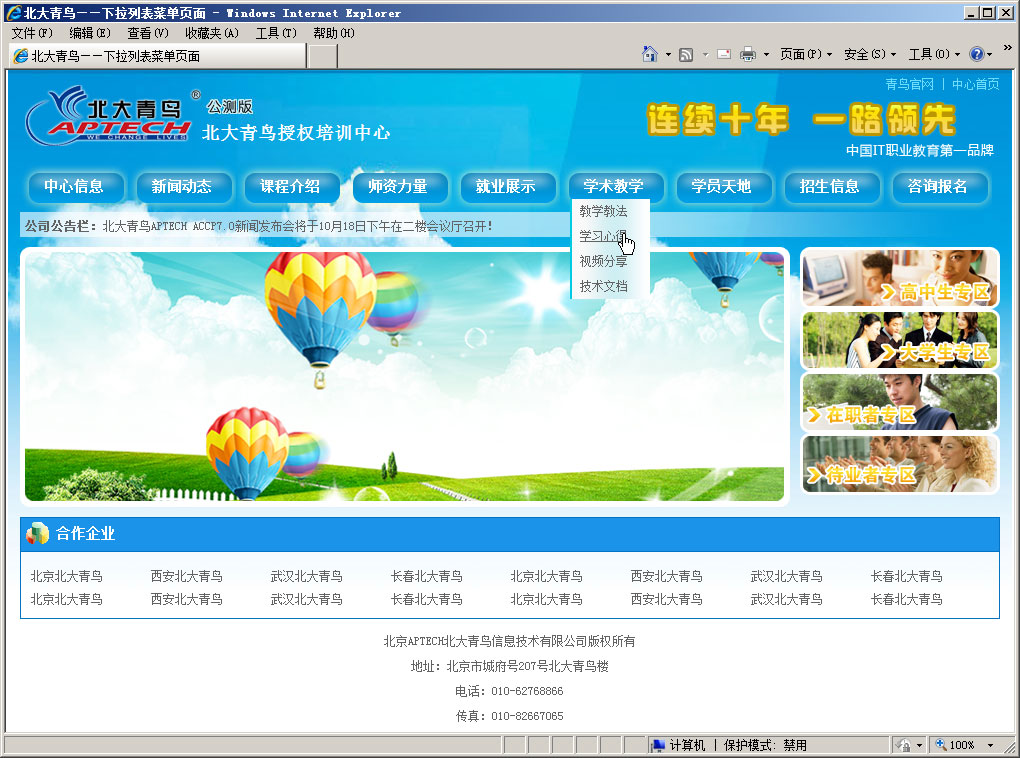 北大青鸟——下拉列表菜单页面 - Windows Internet Explorer
文件(F) 编辑(E) 查看(V) 收藏夹(A) 工具(T) 帮助(H)
北大青鸟——下拉列表菜单页面
页面(P) 安全(S) 工具(O) »
青鸟官网 | 中心首页
北大青鸟® 公测版
APTECH
WE CHANGE LIVES
北大青鸟授权培训中心
连续十年 一路领先
中国IT职业教育第一品牌
中心信息 新闻动态 课程介绍 师资力量 就业展示 学术教学 学员天地 招生信息 咨询报名
公司公告栏：北大青鸟APTECH ACCP7.0新闻发布会将于10月18日下午在二楼会议厅召开！
教学教法
学习心得
视频分享
技术文档
高中生专区
大学生专区
在职者专区
待业者专区
合作企业
北京北大青鸟 西安北大青鸟 武汉北大青鸟 长春北大青鸟 北京北大青鸟 西安北大青鸟 武汉北大青鸟 长春北大青鸟
北京北大青鸟 西安北大青鸟 武汉北大青鸟 长春北大青鸟 北京北大青鸟 西安北大青鸟 武汉北大青鸟 长春北大青鸟
北京APTECH北大青鸟信息技术有限公司版权所有
地址：北京市城府号207号北大青鸟楼
电话：010-62768866
传真：010-82667065
计算机 | 保护模式: 禁用 100%